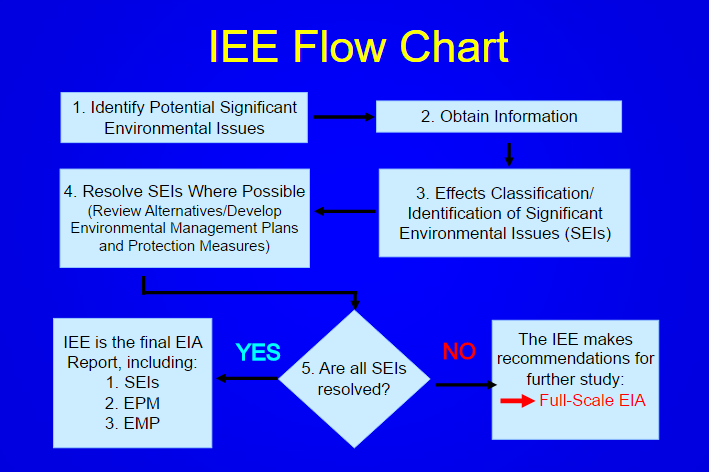 IEE Flow Chart
1. Identify Potential Significant
Environmental Issues
2. Obtain Information
3. Effects Classification/
Identification of Significant
Environmental Issues (SEIs)
4. Resolve SEIs Where Possible
(Review Alternatives/Develop
Environmental Management Plans
and Protection Measures)
5. Are all SEIs
resolved?
YES
IEE is the final EIA
Report, including:
1. SEIs
2. EPM
3. EMP
NO
The IEE makes
recommendations for
further study:
Full-Scale EIA